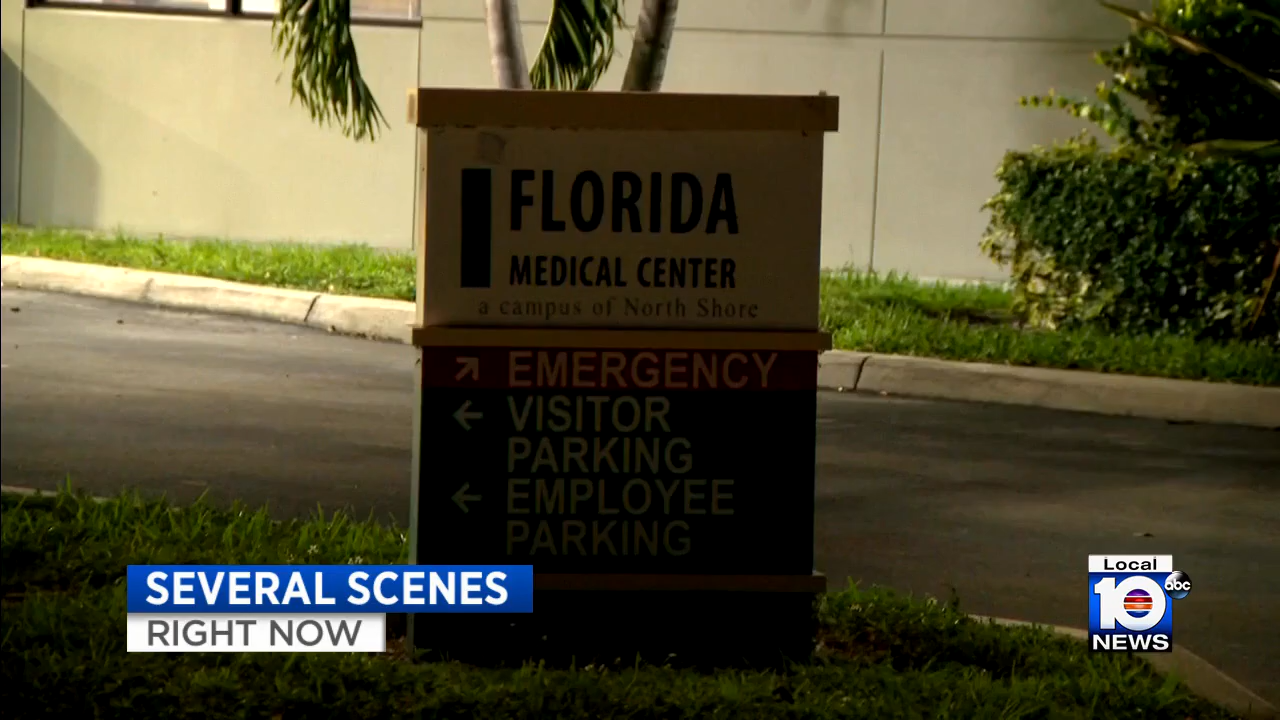 FLORIDA
MEDICAL CENTER
a campus of North Shore
↗ EMERGENCY
← VISITOR
PARKING
← EMPLOYEE
PARKING
SEVERAL SCENES
RIGHT NOW
Local
10
abc
NEWS